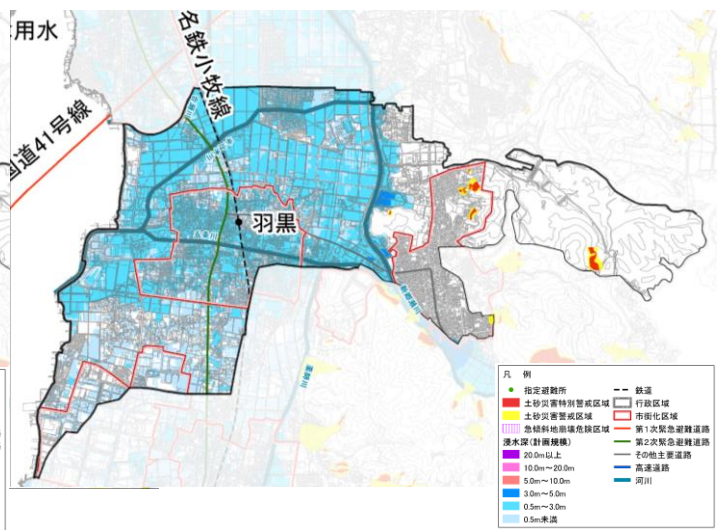 用水
名鉄小牧線
国道41号線
羽黒
凡 例
指定避難所
土砂災害特別警戒区域
土砂災害警戒区域
急傾斜地崩壊危険区域
浸水深(計画規模)
20.0m以上
10.0m～20.0m
5.0m～10.0m
3.0m～5.0m
0.5m～3.0m
0.5m未満
鉄道
行政区域
市街化区域
第1次緊急避難道路
第2次緊急避難道路
その他主要道路
高速道路
河川